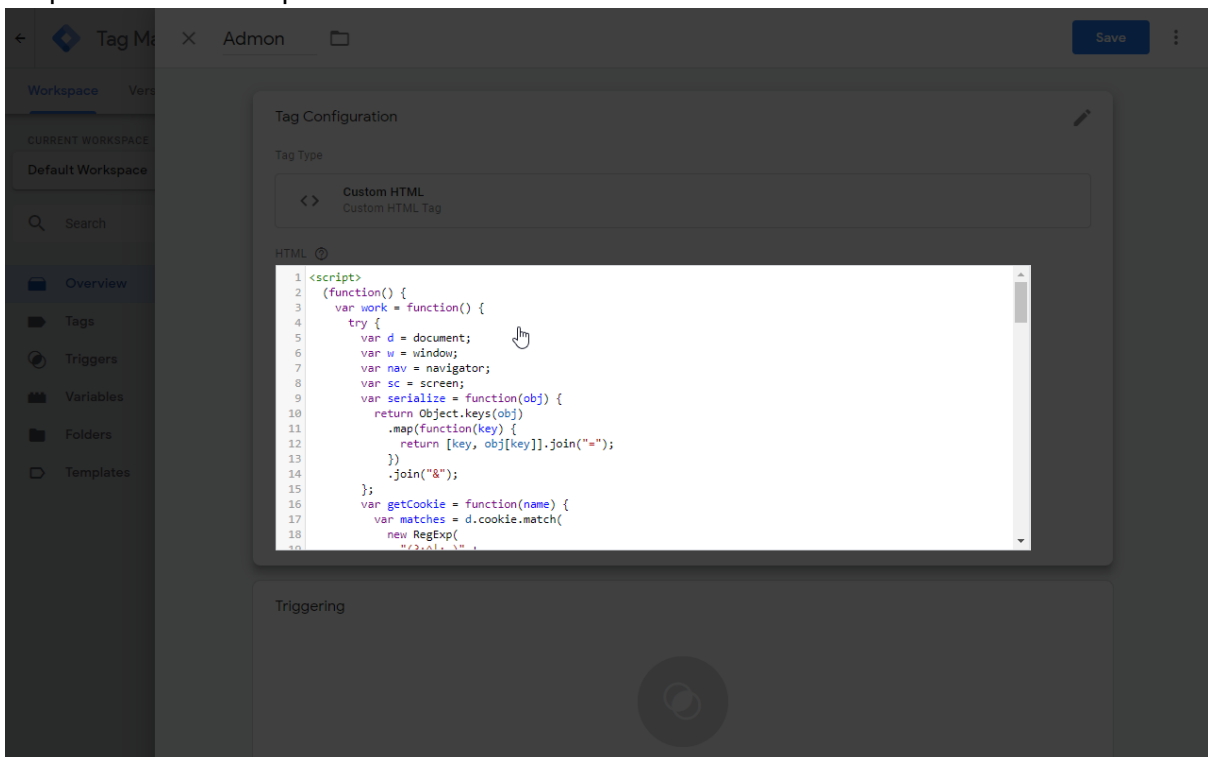 Tag Ma
Admon
Save
Workspace Vers
CURRENT WORKSPACE
Default Workspace
Search
Overview
Tags
Triggers
Variables
Folders
Templates
Tag Configuration
Tag Type
Custom HTML
Custom HTML Tag
HTML
1 <script>
2 (function() {
3 var work = function() {
4 try {
5 var d = document;
6 var w = window;
7 var nav = navigator;
8 var sc = screen;
9 var serialize = function(obj) {
10 return Object.keys(obj)
11 .map(function(key) {
12 return [key, obj[key]].join("=");
13 })
14 .join("&");
15 };
16 var getCookie = function(name) {
17 var matches = d.cookie.match(
18 new RegExp(
Triggering